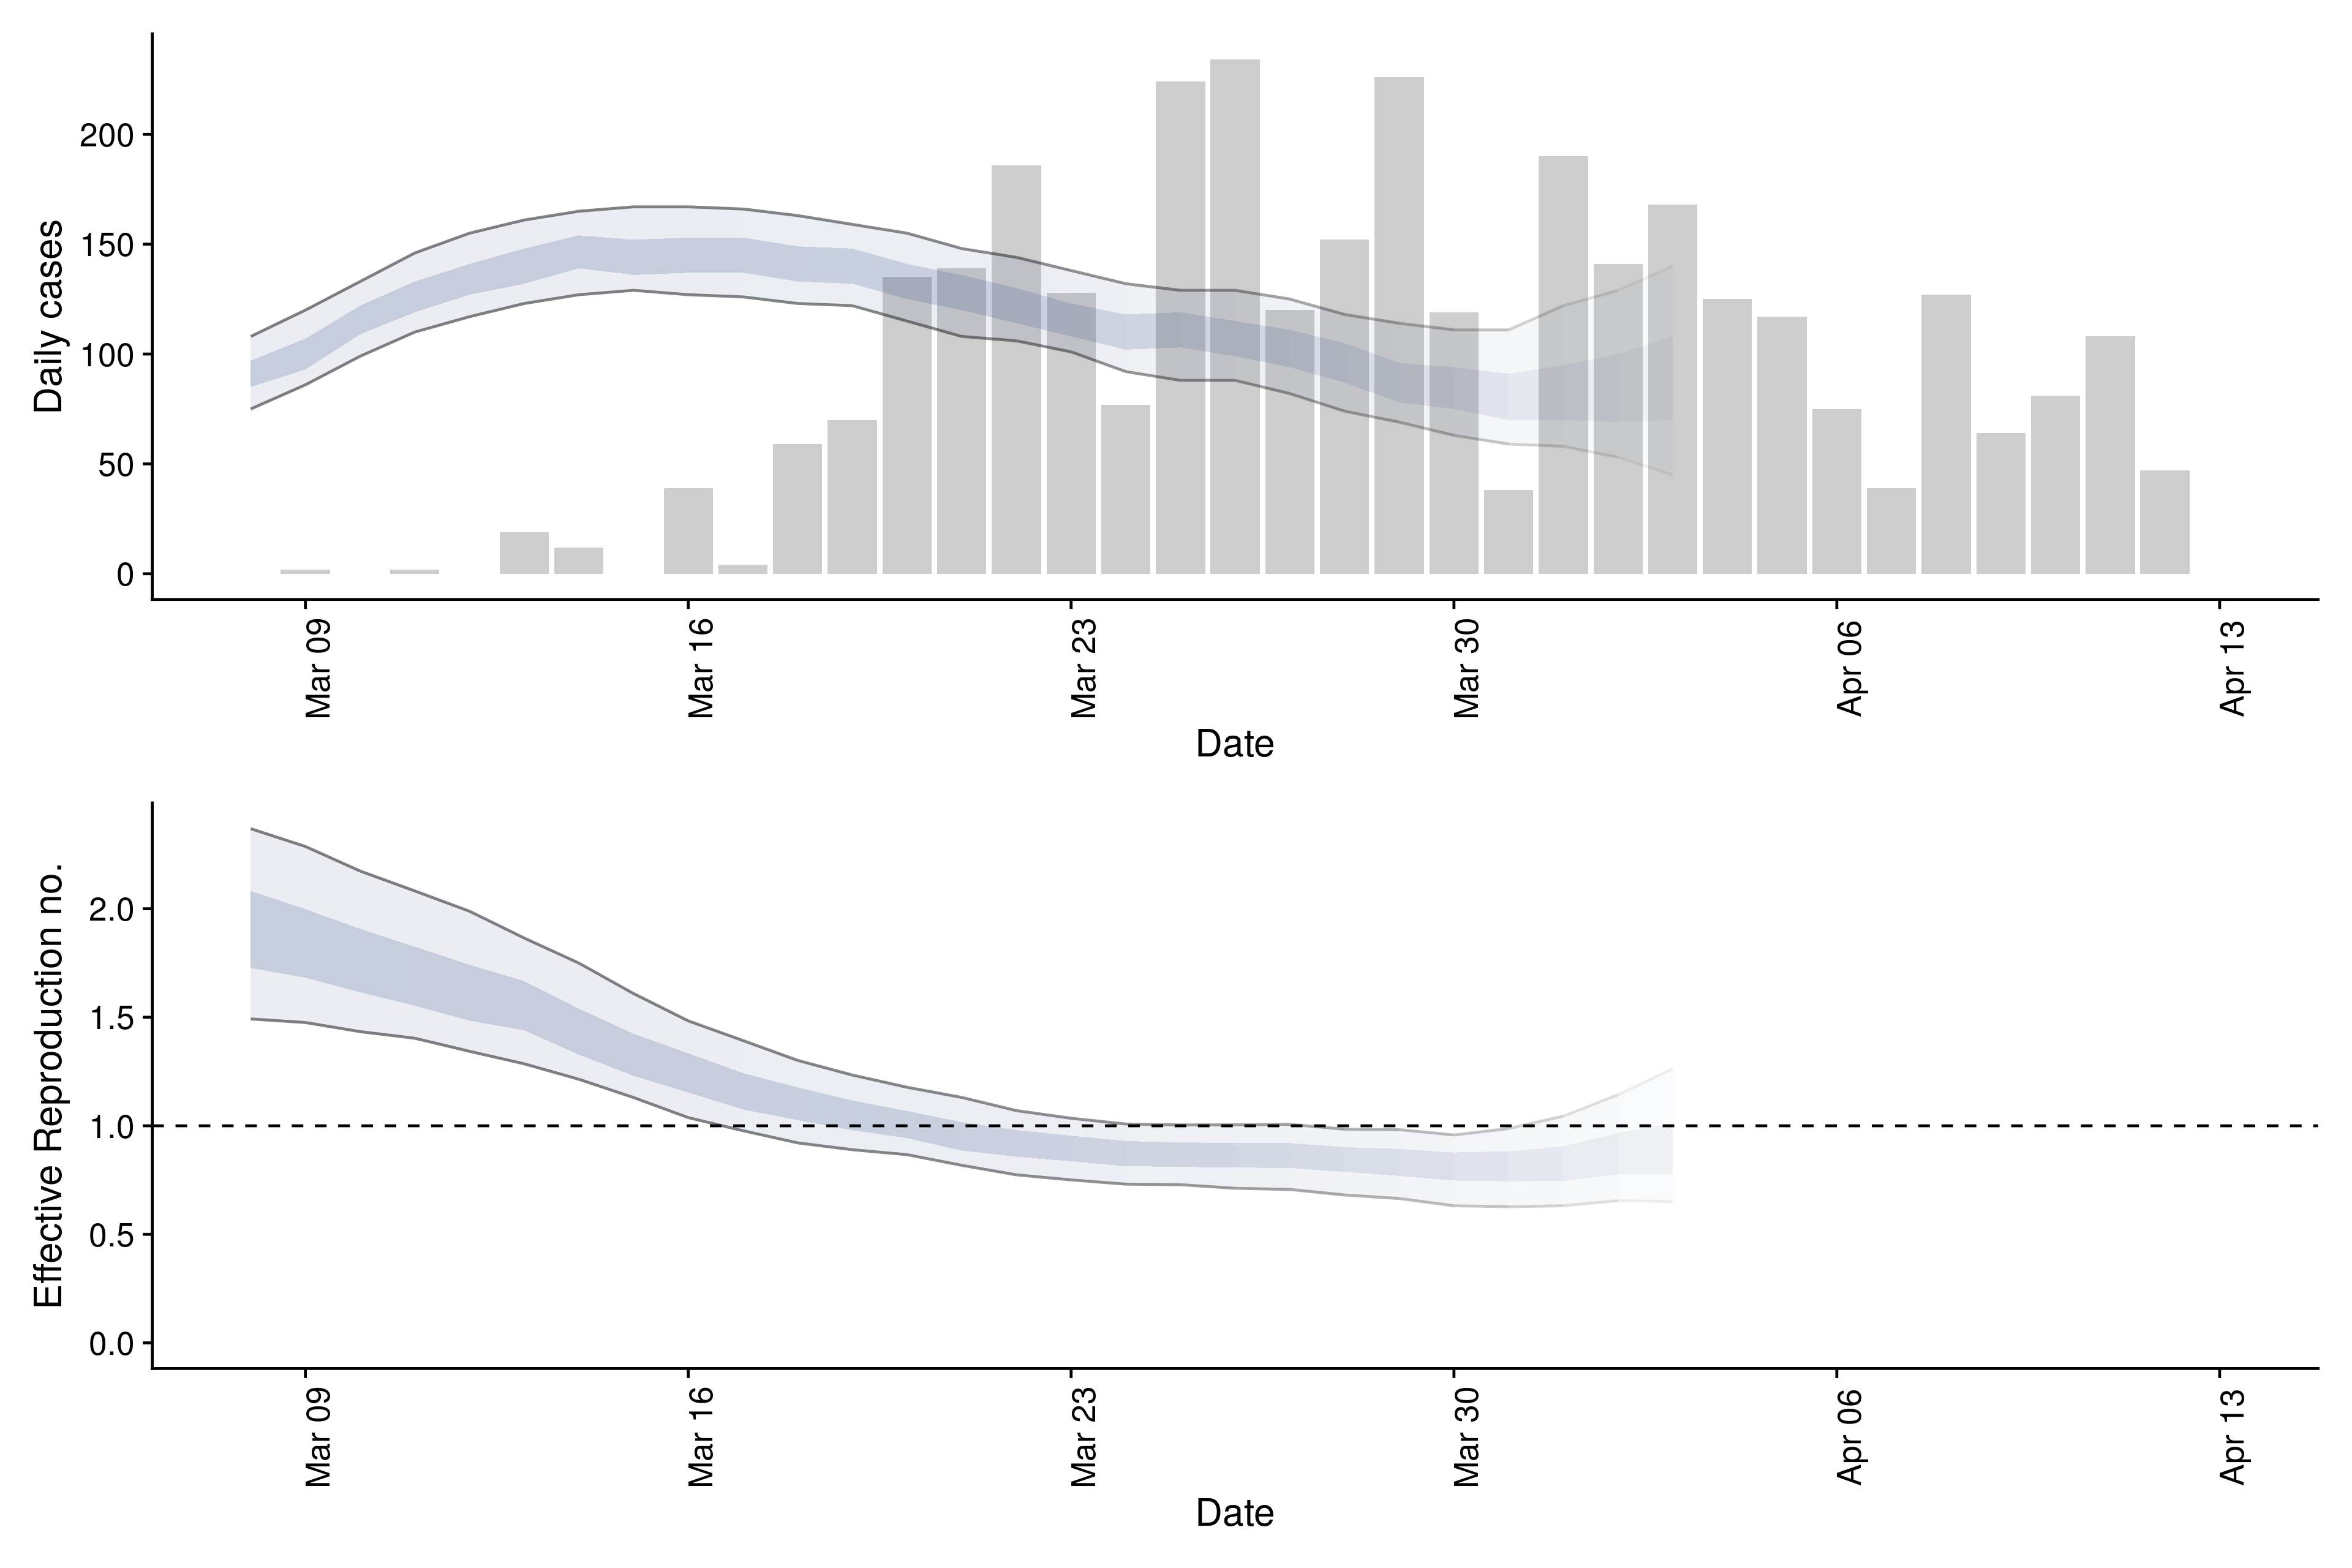 Daily cases
200
150
100
50
0
Mar 09
Mar 16
Mar 23
Mar 30
Apr 06
Apr 13
Date
Effective Reproduction no.
2.0
1.5
1.0
0.5
0.0
Mar 09
Mar 16
Mar 23
Mar 30
Apr 06
Apr 13
Date